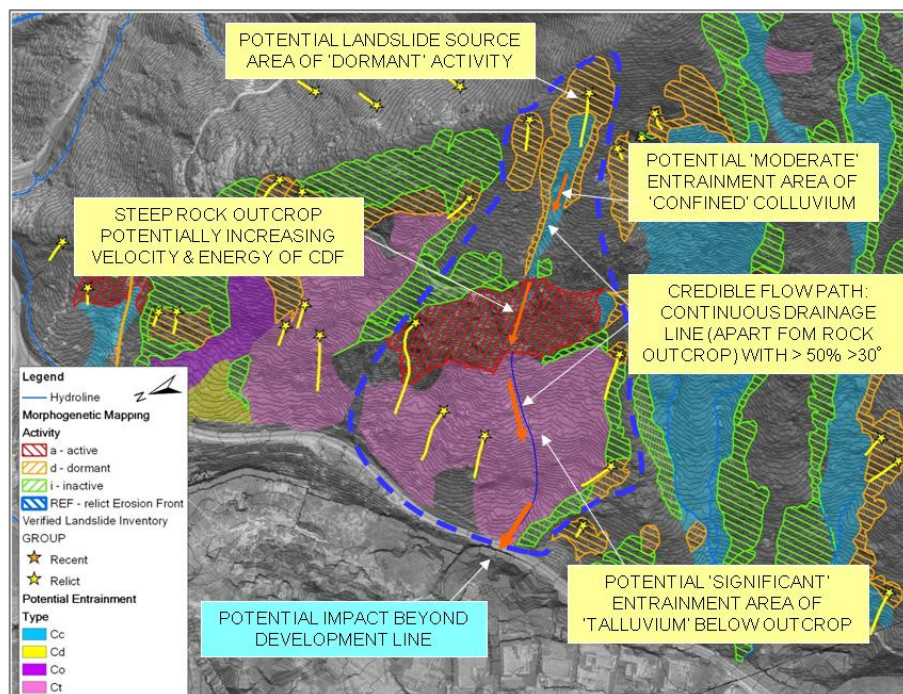 POTENTIAL LANDSLIDE SOURCE
AREA OF 'DORMANT' ACTIVITY
POTENTIAL 'MODERATE'
ENTRAINMENT AREA OF
'CONFINED' COLLUVIUM
STEEP ROCK OUTCROP
POTENTIALLY INCREASING
VELOCITY & ENERGY OF CDF
CREDIBLE FLOW PATH:
CONTINUOUS DRAINAGE
LINE (APART FOM ROCK
OUTCROP) WITH > 50% >30°
Legend
Hydroline
Z
Morphogenetic Mapping
Activity
a - active
d - dormant
i - inactive
REF - relict Erosion Front
Verified Landslide Inventory
GROUP
Recent
Relict
Potential Entrainment
Type
Cc
Cd
Co
Ct
POTENTIAL IMPACT BEYOND
DEVELOPMENT LINE
POTENTIAL 'SIGNIFICANT'
ENTRAINMENT AREA OF
'TALLUVIUM' BELOW OUTCROP